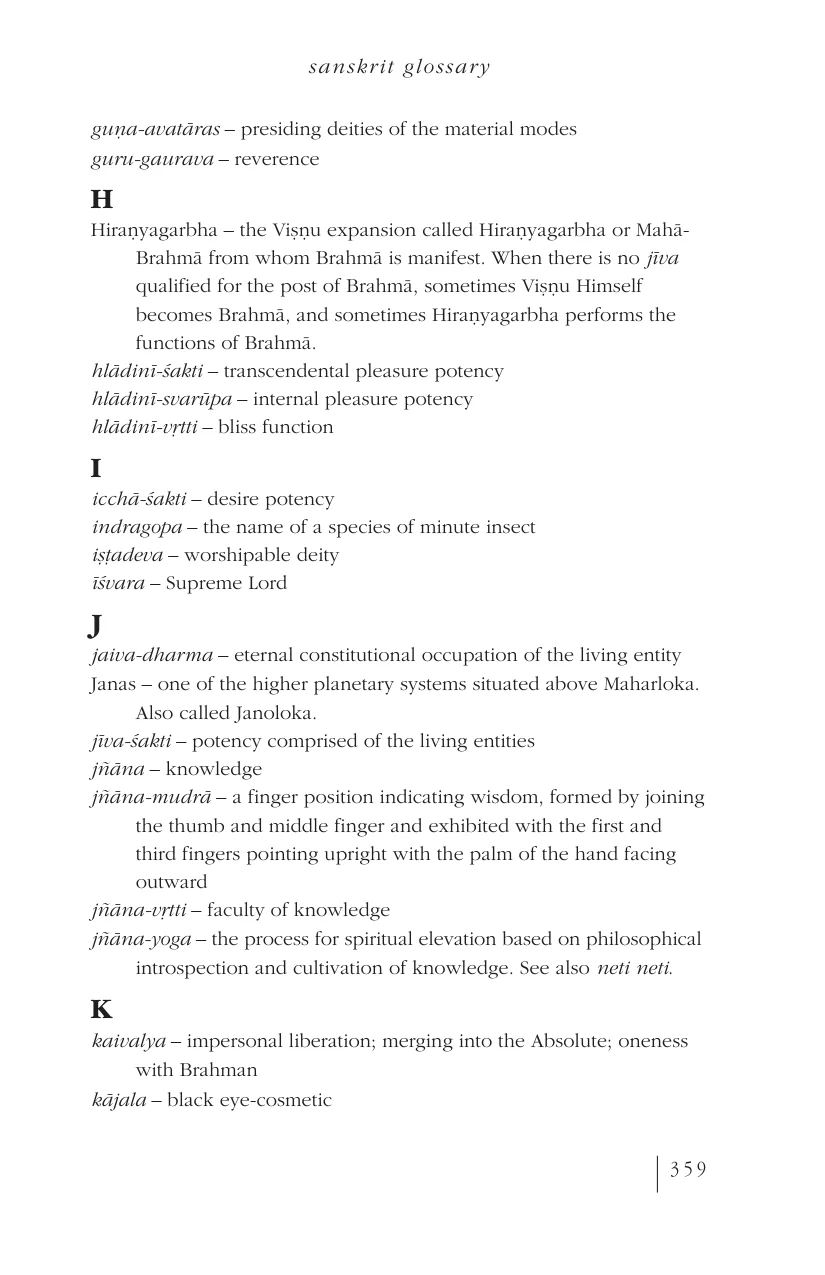 sanskrit glossary
guṇa-avatāras – presiding deities of the material modes
guru-gaurava – reverence
H
Hiraṇyagarbha – the Viṣṇu expansion called Hiraṇyagarbha or Mahā-
Brahmā from whom Brahmā is manifest. When there is no jīva
qualified for the post of Brahmā, sometimes Viṣṇu Himself
becomes Brahmā, and sometimes Hiraṇyagarbha performs the
functions of Brahmā.
hlādinī-śakti – transcendental pleasure potency
hlādinī-svarūpa – internal pleasure potency
hlādinī-vṛtti – bliss function
I
icchā-śakti – desire potency
indragopa – the name of a species of minute insect
iṣṭadeva – worshipable deity
īśvara – Supreme Lord
J
jaiva-dharma – eternal constitutional occupation of the living entity
Janas – one of the higher planetary systems situated above Maharloka.
Also called Janoloka.
jīva-śakti – potency comprised of the living entities
jñāna – knowledge
jñāna-mudrā – a finger position indicating wisdom, formed by joining
the thumb and middle finger and exhibited with the first and
third fingers pointing upright with the palm of the hand facing
outward
jñāna-vṛtti – faculty of knowledge
jñāna-yoga – the process for spiritual elevation based on philosophical
introspection and cultivation of knowledge. See also neti neti.
K
kaivalya – impersonal liberation; merging into the Absolute; oneness
with Brahman
kājala – black eye-cosmetic
359